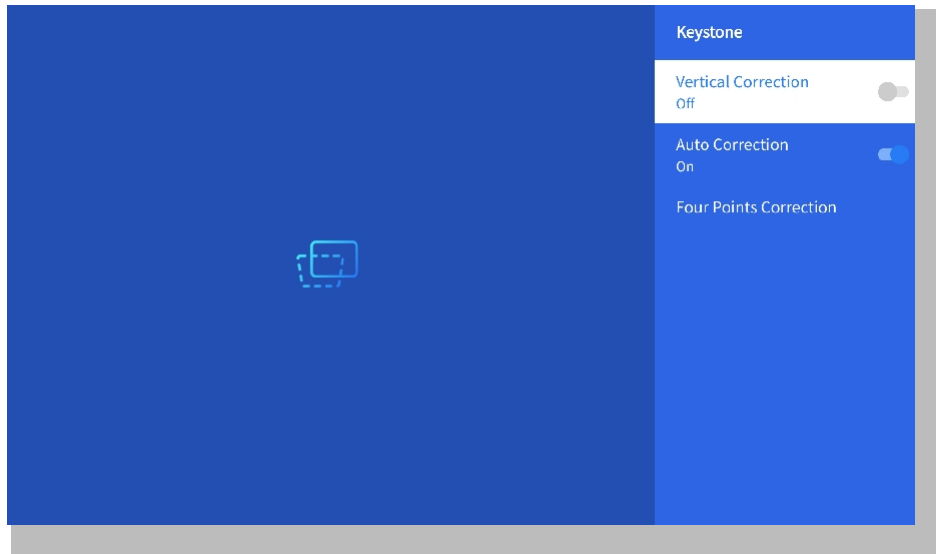 Keystone
Vertical Correction
Off
Auto Correction
On
Four Points Correction